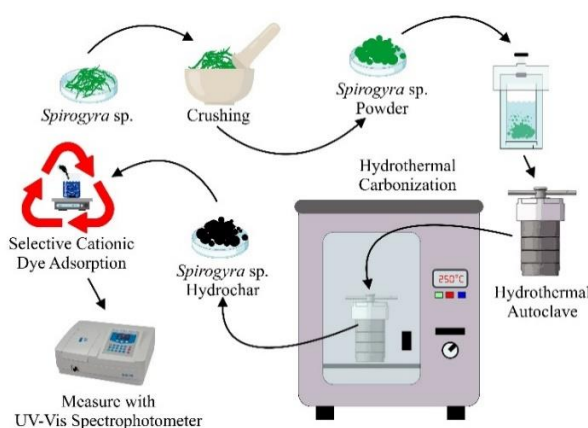 Spirogyra sp.
Crushing
Spirogyra sp.
Powder
Hydrothermal
Autoclave
Hydrothermal
Carbonization
250°C
Spirogyra sp.
Hydrochar
Selective Cationic
Dye Adsorption
Measure with
UV-Vis Spectrophotometer